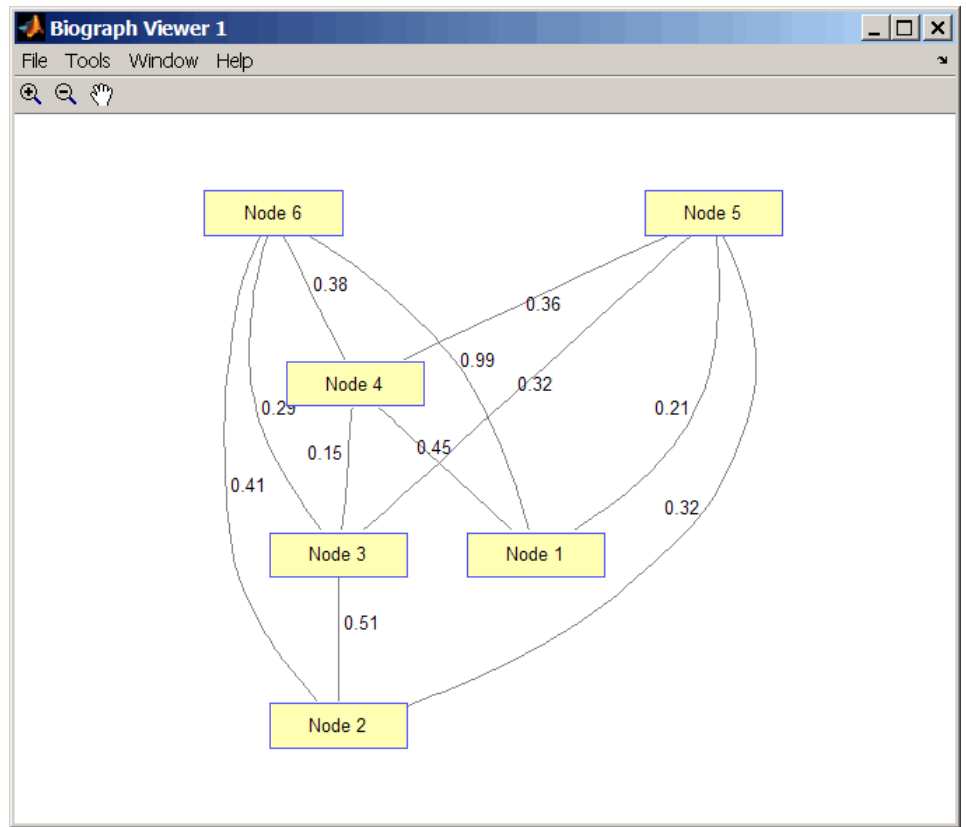 Biograph Viewer 1
File Tools Window Help
Node 6
Node 5
0.38
0.36
0.99
Node 4
0.32
0.29
0.21
0.15
0.45
0.41
0.32
Node 3
Node 1
0.51
Node 2